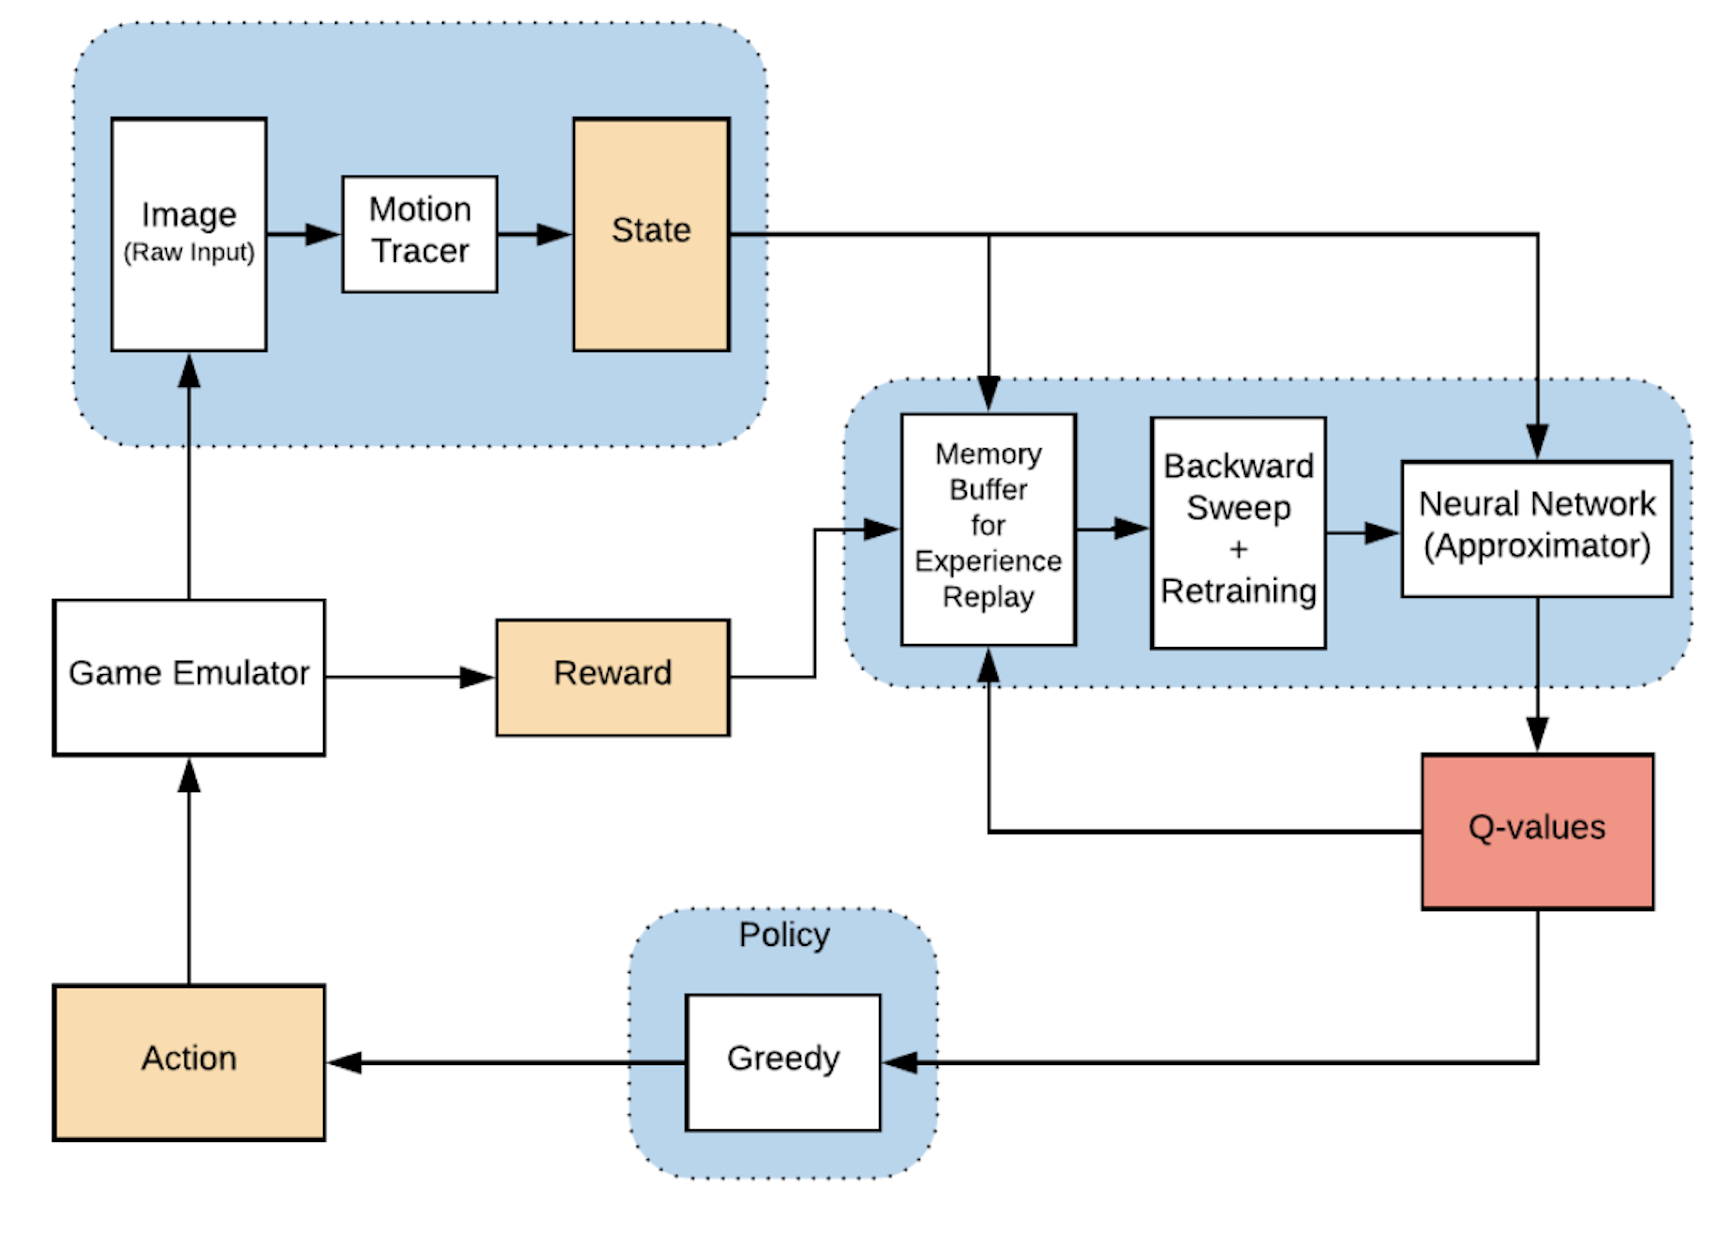 Image
(Raw Input)
Motion
Tracer
State
Memory
Buffer
for
Experience
Replay
Backward
Sweep
+
Retraining
Neural Network
(Approximator)
Game Emulator
Reward
Q-values
Policy
Greedy
Action